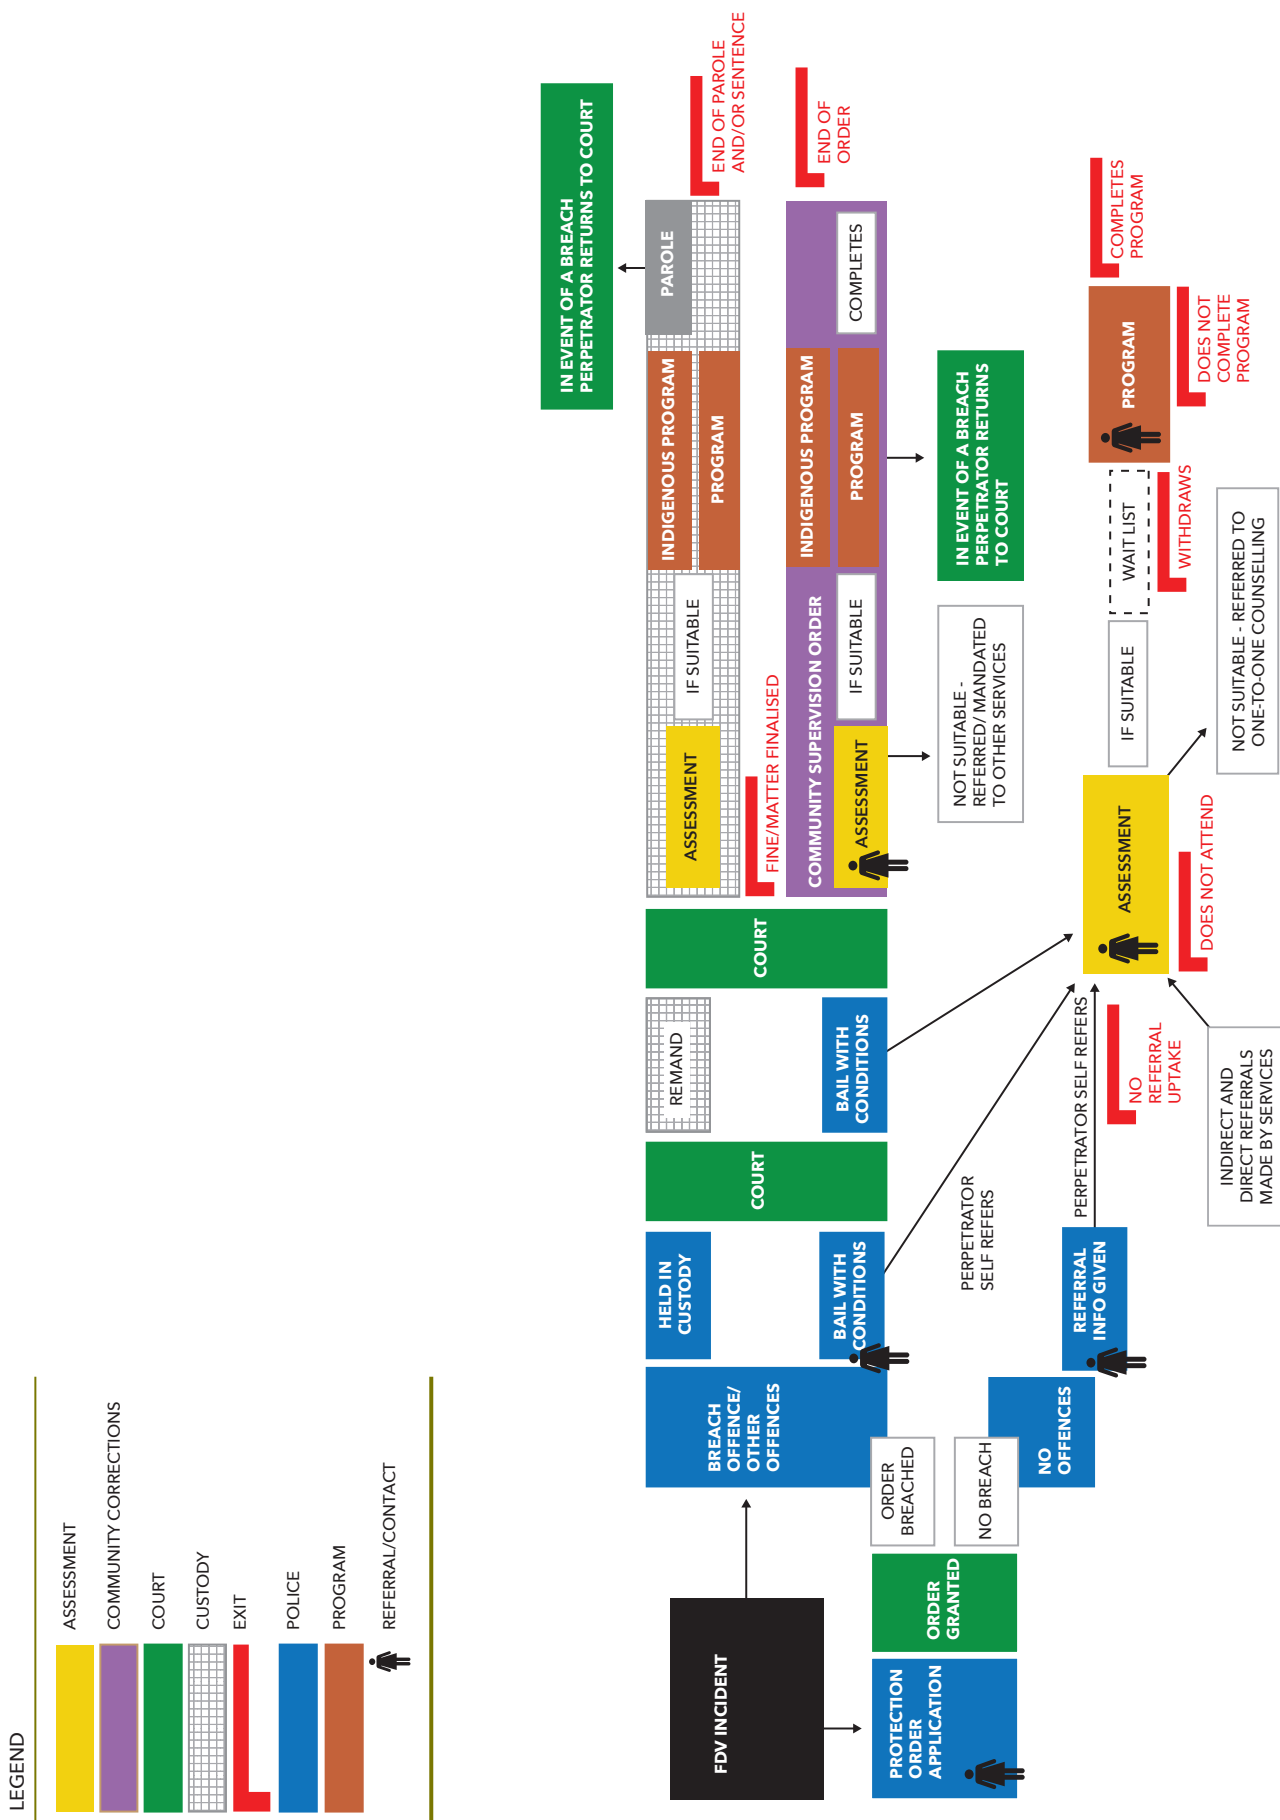 LEGEND
ASSESSMENT
COMMUNITY CORRECTIONS
COURT
CUSTODY
EXIT
POLICE
PROGRAM
REFERRAL/CONTACT
IN EVENT OF A BREACH
PERPETRATOR RETURNS TO COURT
FDV INCIDENT
BREACH
OFFENCE/
OTHER
OFFENCES
HELD IN
CUSTODY
BAIL WITH
CONDITIONS
COURT
REMAND
BAIL WITH
CONDITIONS
COURT
ASSESSMENT
IF SUITABLE
INDIGENOUS PROGRAM
PROGRAM
PAROLE
END OF PAROLE
AND/OR SENTENCE
FINE/MATTER FINALISED
COMMUNITY SUPERVISION ORDER
ASSESSMENT
IF SUITABLE
INDIGENOUS PROGRAM
PROGRAM
COMPLETES
END OF
ORDER
PROTECTION
ORDER
APPLICATION
ORDER
GRANTED
ORDER
BREACHED
NO BREACH
NO
OFFENCES
REFERRAL
INFO GIVEN
PERPETRATOR
SELF REFERS
PERPETRATOR SELF REFERS
NO
REFERRAL
UPTAKE
INDIRECT AND
DIRECT REFERRALS
MADE BY SERVICES
NOT SUITABLE -
REFERRED/ MANDATED
TO OTHER SERVICES
IN EVENT OF A BREACH
PERPETRATOR RETURNS
TO COURT
ASSESSMENT
DOES NOT ATTEND
IF SUITABLE
WAIT LIST
WITHDRAWS
NOT SUITABLE - REFERRED TO
ONE-TO-ONE COUNSELLING
PROGRAM
COMPLETES
PROGRAM
DOES NOT
COMPLETE
PROGRAM